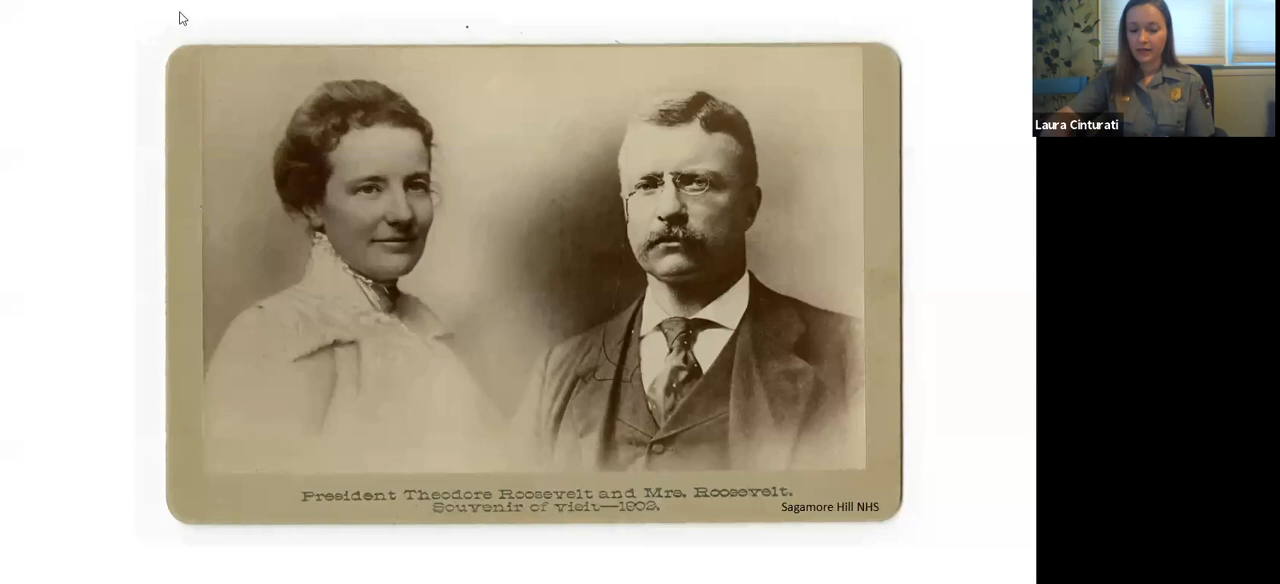 President Theodore Roosevelt and Mrs. Roosevelt.
Souvenir of visit—1902.
Sagamore Hill NHS
Laura Cinturati